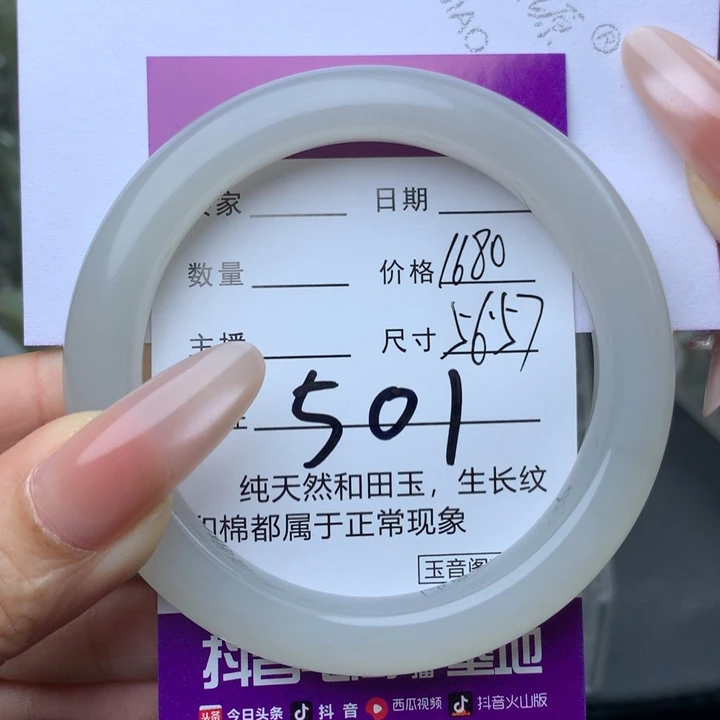 家 日期
数量 价格 1680
主播 尺寸 56.57
501
纯天然和田玉，生长纹
棉都属于正常现象
玉音阁
抖音
基地
今日头条 抖音 西瓜视频 抖音火山版